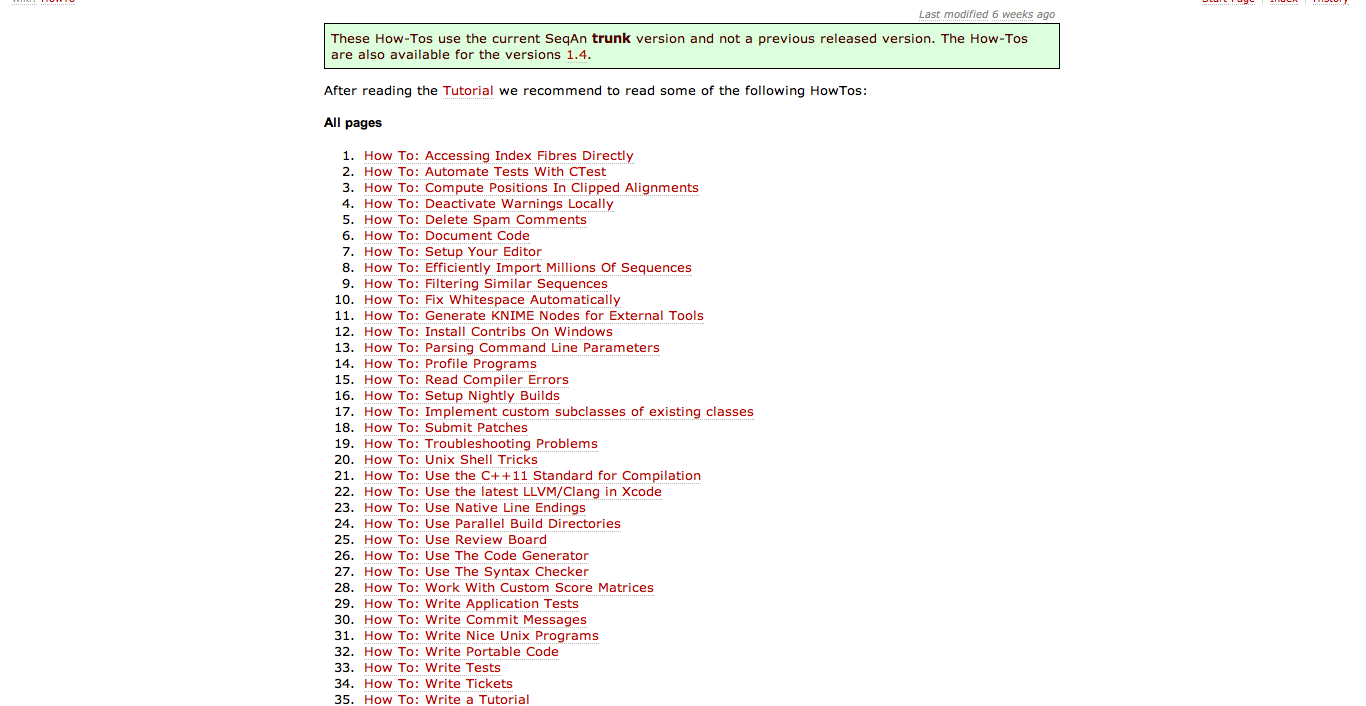 wiki: HowTo
Start Page | Index | History
Last modified 6 weeks ago
These How-Tos use the current SeqAn trunk version and not a previous released version. The How-Tos
are also available for the versions 1.4.
After reading the Tutorial we recommend to read some of the following HowTos:
All pages
1. How To: Accessing Index Fibres Directly
2. How To: Automate Tests With CTest
3. How To: Compute Positions In Clipped Alignments
4. How To: Deactivate Warnings Locally
5. How To: Delete Spam Comments
6. How To: Document Code
7. How To: Setup Your Editor
8. How To: Efficiently Import Millions Of Sequences
9. How To: Filtering Similar Sequences
10. How To: Fix Whitespace Automatically
11. How To: Generate KNIME Nodes for External Tools
12. How To: Install Contribs On Windows
13. How To: Parsing Command Line Parameters
14. How To: Profile Programs
15. How To: Read Compiler Errors
16. How To: Setup Nightly Builds
17. How To: Implement custom subclasses of existing classes
18. How To: Submit Patches
19. How To: Troubleshooting Problems
20. How To: Unix Shell Tricks
21. How To: Use the C++11 Standard for Compilation
22. How To: Use the latest LLVM/Clang in Xcode
23. How To: Use Native Line Endings
24. How To: Use Parallel Build Directories
25. How To: Use Review Board
26. How To: Use The Code Generator
27. How To: Use The Syntax Checker
28. How To: Work With Custom Score Matrices
29. How To: Write Application Tests
30. How To: Write Commit Messages
31. How To: Write Nice Unix Programs
32. How To: Write Portable Code
33. How To: Write Tests
34. How To: Write Tickets
35. How To: Write a Tutorial